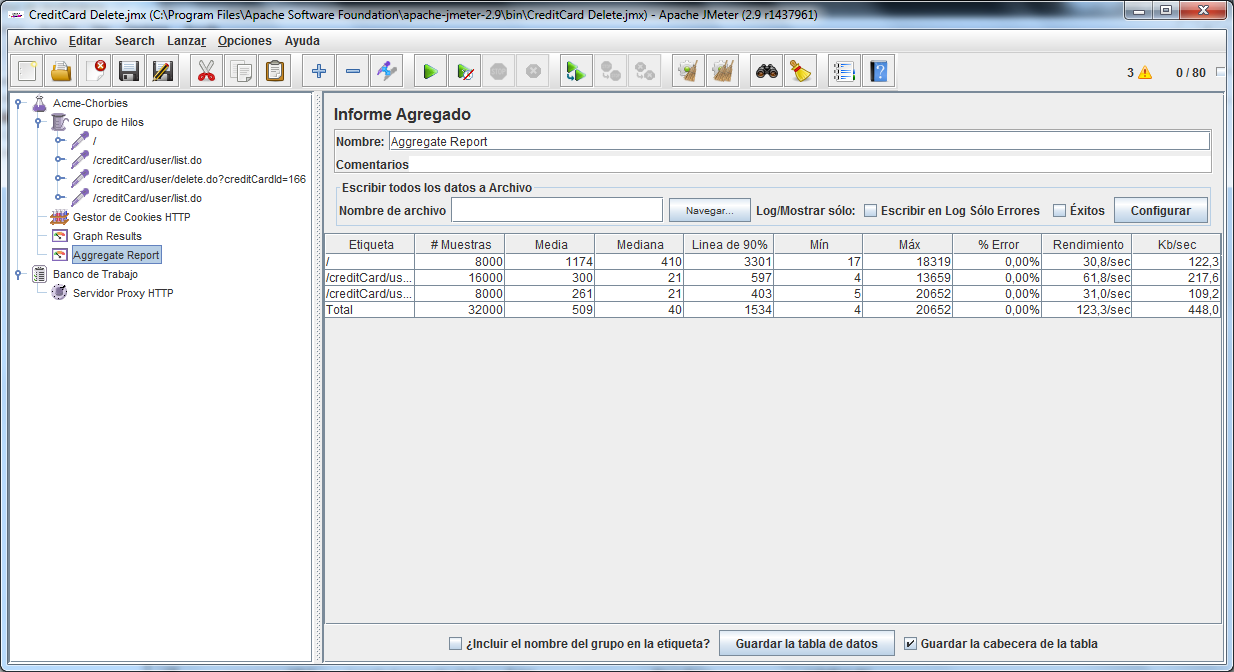 CreditCard Delete.jmx (C:\Program Files\Apache Software Foundation\apache-jmeter-2.9\bin\CreditCard Delete.jmx) - Apache JMeter (2.9 r1437961)
Archivo Editar Search Lanzar Opciones Ayuda
3 0 / 80
Acme-Chorbies
Grupo de Hilos
/
/creditCard/user/list.do
/creditCard/user/delete.do?creditCardId=166
/creditCard/user/list.do
Gestor de Cookies HTTP
Graph Results
Aggregate Report
Banco de Trabajo
Servidor Proxy HTTP
Informe Agregado
Nombre: Aggregate Report
Comentarios
Escribir todos los datos a Archivo
Nombre de archivo Navegar... Log/Mostrar sólo: Escribir en Log Sólo Errores Éxitos Configurar
Etiqueta # Muestras Media Mediana Linea de 90% Mín Máx % Error Rendimiento Kb/sec
/ 8000 1174 410 3301 17 18319 0,00% 30,8/sec 122,3
/creditCard/us... 16000 300 21 597 4 13659 0,00% 61,8/sec 217,6
/creditCard/us... 8000 261 21 403 5 20652 0,00% 31,0/sec 109,2
Total 32000 509 40 1534 4 20652 0,00% 123,3/sec 448,0
¿Incluir el nombre del grupo en la etiqueta? Guardar la tabla de datos Guardar la cabecera de la tabla